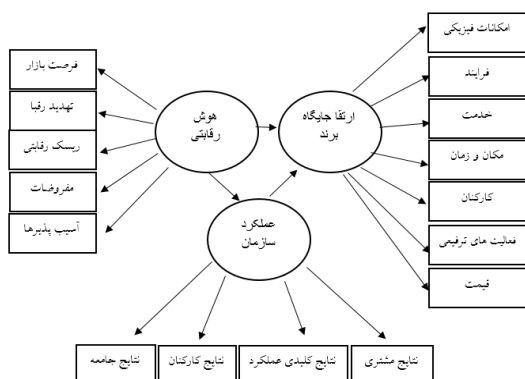 امکانات فیزیکی
فرایند
خدمت
مکان و زمان
کارکنان
فعالیت های ترفیعی
قیمت
ارتقا جایگاه
برند
هوش
رقابتی
فرصت بازار
تهدید رقبا
ریسک رقابتی
مفروضات
آسیب پذیرها
عملکرد
سازمان
نتایج مشتری
نتایج کلیدی عملکرد
نتایج کارکنان
نتایج جامعه